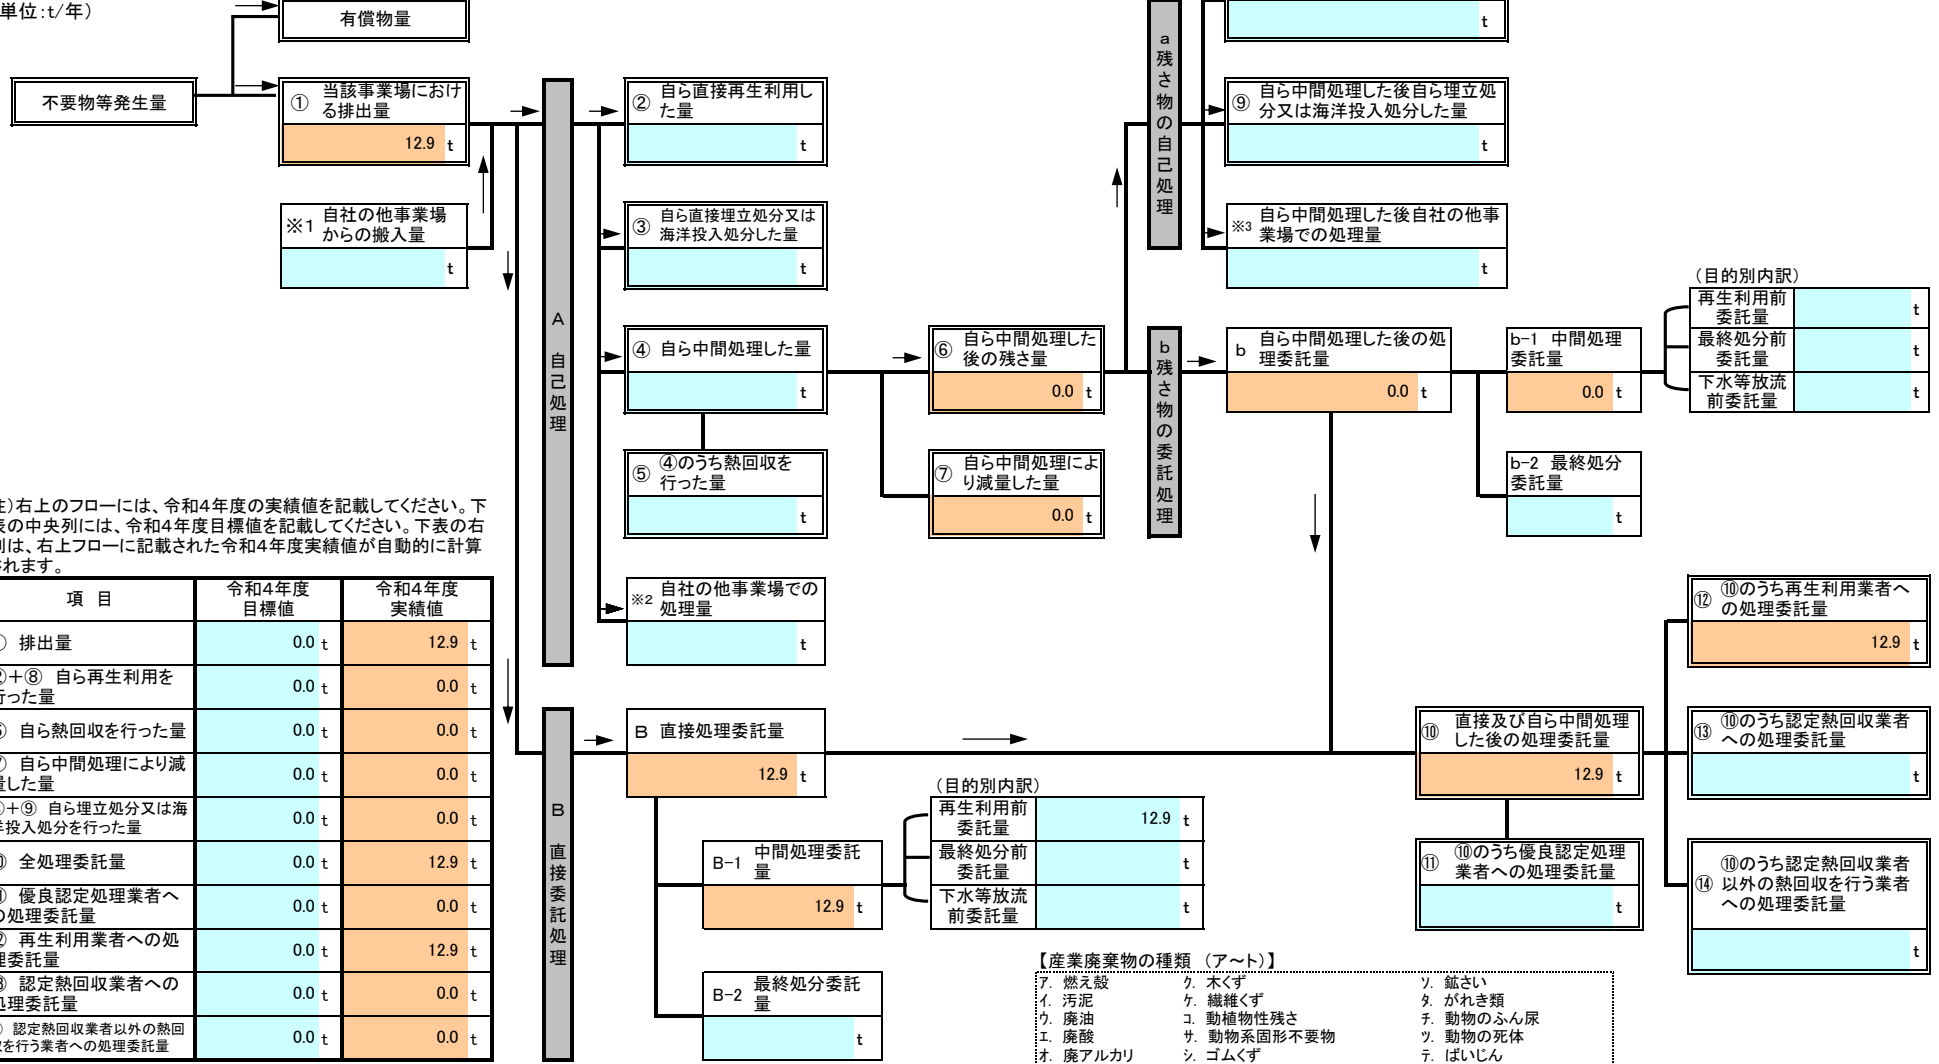 単位:t/年）
有償物量
t
不要物等発生量
① 当該事業場におけ
る排出量
12.9 t
※1 自社の他事業場
からの搬入量
t
A 自己処理
② 自ら直接再生利用し
た量
t
③ 自ら直接埋立処分又は
海洋投入処分した量
t
④ 自ら中間処理した量
t
⑤ ④のうち熱回収を
行った量
t
※2 自社の他事業場での
処理量
t
⑥ 自ら中間処理した
後の残さ量
0.0 t
⑦ 自ら中間処理によ
り減量した量
0.0 t
a 残さ物の自己処理
⑨ 自ら中間処理した後自ら埋立処
分又は海洋投入処分した量
t
※3 自ら中間処理した後自社の他事
業場での処理量
t
b 残さ物の委託処理
b 自ら中間処理した後の処
理委託量
0.0 t
b-1 中間処理
委託量
0.0 t
b-2 最終処分
委託量
t
（目的別内訳）
再生利用前
委託量
t
最終処分前
委託量
t
下水等放流
前委託量
t
）右上のフローには、令和４年度の実績値を記載してください。下
の中央列には、令和４年度目標値を記載してください。下表の右
は、右上フローに記載された令和４年度実績値が自動的に計算
れます。
項 目 令和４年度
目標値 令和４年度
実績値
排出量 0.0 t 12.9 t
＋⑧ 自ら再生利用を
った量 0.0 t 0.0 t
自ら熱回収を行った量 0.0 t 0.0 t
自ら中間処理により減
した量 0.0 t 0.0 t
＋⑨ 自ら埋立処分又は海
投入処分を行った量 0.0 t 0.0 t
全処理委託量 0.0 t 12.9 t
優良認定処理業者へ
の処理委託量 0.0 t 0.0 t
再生利用業者への処
委託量 0.0 t 12.9 t
認定熱回収業者への
処理委託量 0.0 t 0.0 t
認定熱回収業者以外の熱回
を行う業者への処理委託量 0.0 t 0.0 t
B 直接委託処理
B 直接処理委託量
12.9 t
B-1 中間処理委託
量
12.9 t
B-2 最終処分委託
量
t
（目的別内訳）
再生利用前
委託量
12.9 t
最終処分前
委託量
t
下水等放流
前委託量
t
⑩ 直接及び自ら中間処理
した後の処理委託量
12.9 t
⑪ ⑩のうち優良認定処理
業者への処理委託量
t
⑫ ⑩のうち再生利用業者へ
の処理委託量
12.9 t
⑬ ⑩のうち認定熱回収業者
への処理委託量
t
⑭ ⑩のうち認定熱回収業者
以外の熱回収を行う業者
への処理委託量
t
【産業廃棄物の種類 （ア～ト）】
ア. 燃え殻 ク. 木くず ソ. 鉱さい
イ. 汚泥 ケ. 繊維くず タ. がれき類
ウ. 廃油 コ. 動植物性残さ チ. 動物のふん尿
エ. 廃酸 サ. 動物系固形不要物 ツ. 動物の死体
オ. 廃アルカリ シ. ゴムくず テ. ばいじん